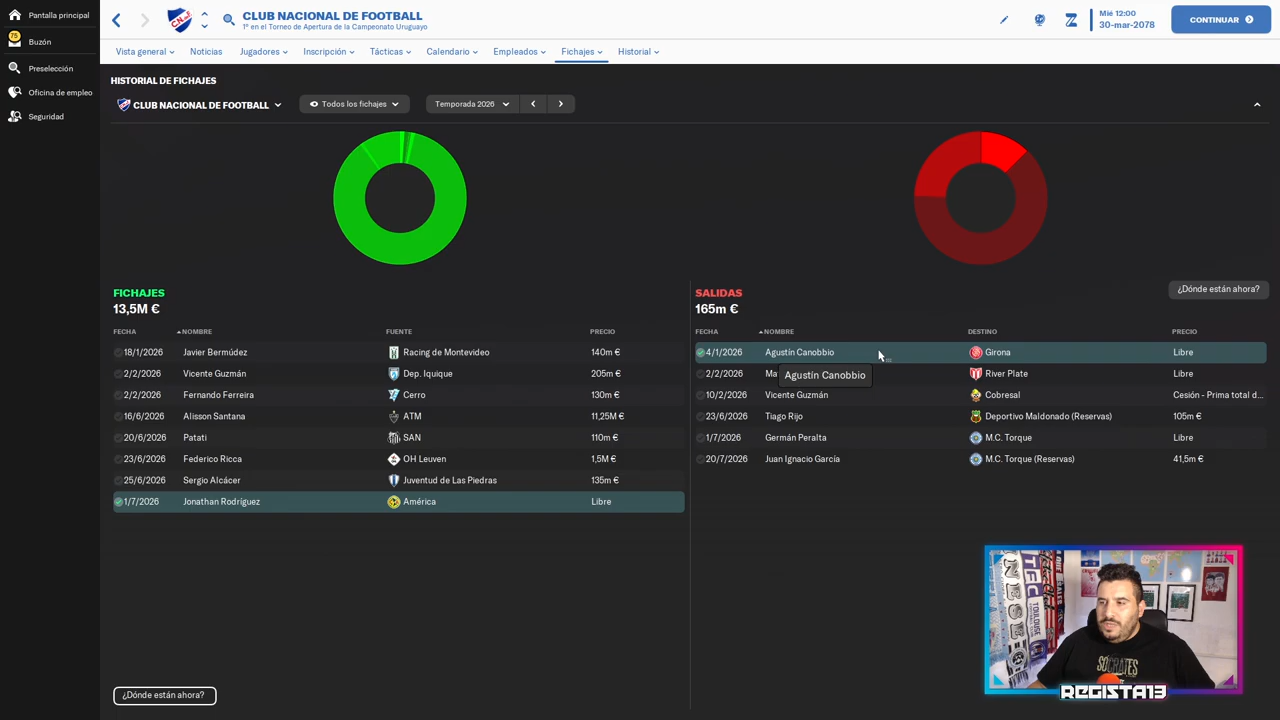 Pantalla principal
75
Buzón
Preselección
Oficina de empleo
Seguridad
C.N.de F.
CLUB NACIONAL DE FOOTBALL
1º en el Torneo de Apertura de la Campeonato Uruguayo
Mié 12:00
30-mar-2078
CONTINUAR
Vista general
Noticias
Jugadores
Inscripción
Tácticas
Calendario
Empleados
Fichajes
Historial
HISTORIAL DE FICHAJES
CLUB NACIONAL DE FOOTBALL
Todos los fichajes
Temporada 2026
FICHAJES
13,5M €
FECHA NOMBRE FUENTE PRECIO
18/1/2026 Javier Bermúdez Racing de Montevideo 140m €
2/2/2026 Vicente Guzmán Dep. Iquique 205m €
2/2/2026 Fernando Ferreira Cerro 130m €
16/6/2026 Alisson Santana ATM 11,25M €
20/6/2026 Patati SAN 110m €
23/6/2026 Federico Ricca OH Leuven 1,5M €
25/6/2026 Sergio Alcácer Juventud de Las Piedras 135m €
1/7/2026 Jonathan Rodríguez América Libre
¿Dónde están ahora?
SALIDAS
165m €
¿Dónde están ahora?
FECHA NOMBRE DESTINO PRECIO
4/1/2026 Agustín Canobbio Girona Libre
2/2/2026 Ma River Plate Libre
Agustín Canobbio
10/2/2026 Vicente Guzmán Cobresal Cesión - Prima total d...
23/6/2026 Tiago Rijo Deportivo Maldonado (Reservas) 105m €
1/7/2026 Germán Peralta M.C. Torque Libre
20/7/2026 Juan Ignacio García M.C. Torque (Reservas) 41,5m €
TFC
TOULOUSE
SOCRATES
REGISTA13